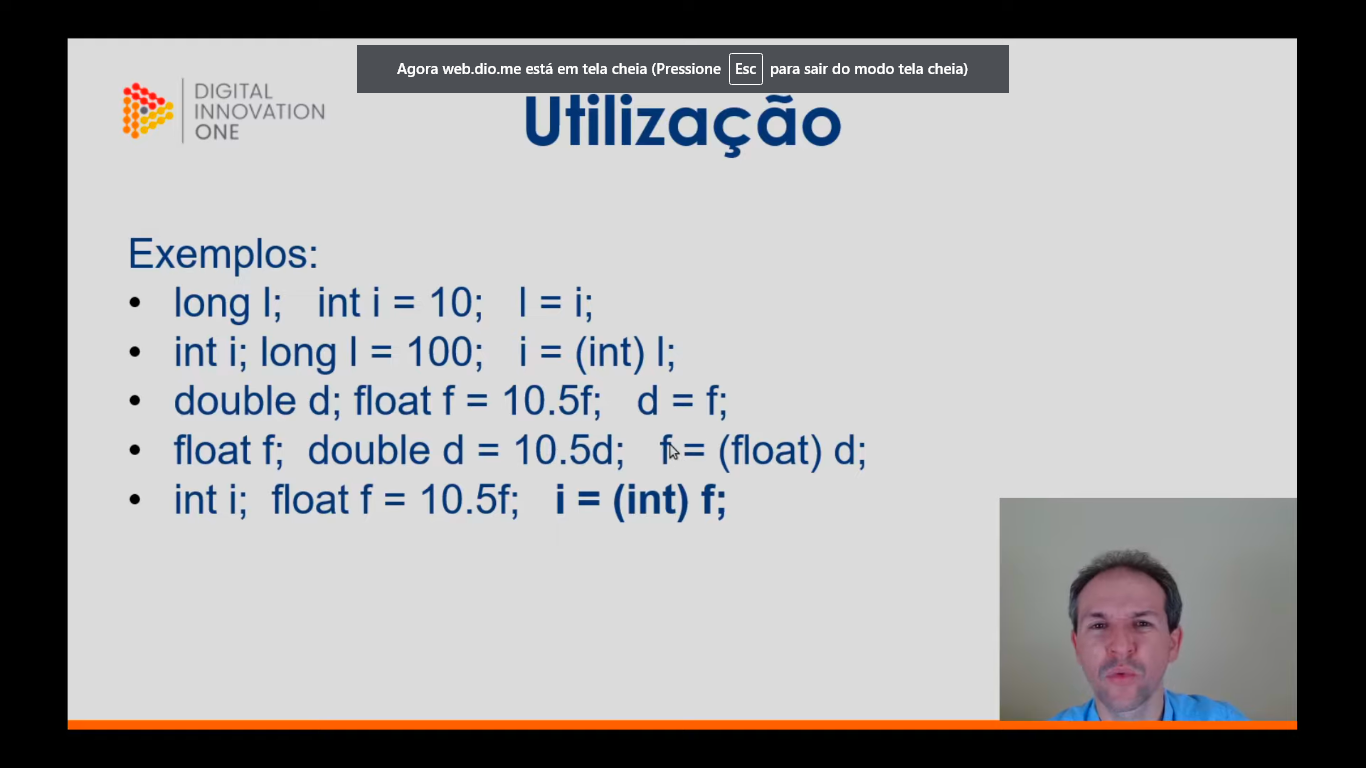 Agora web.dio.me está em tela cheia (Pressione Esc para sair do modo tela cheia)
DIGITAL
INNOVATION
ONE
Utilização
Exemplos:
• long l; int i = 10; l = i;
• int i; long l = 100; i = (int) l;
• double d; float f = 10.5f; d = f;
• float f; double d = 10.5d; f = (float) d;
• int i; float f = 10.5f; i = (int) f;